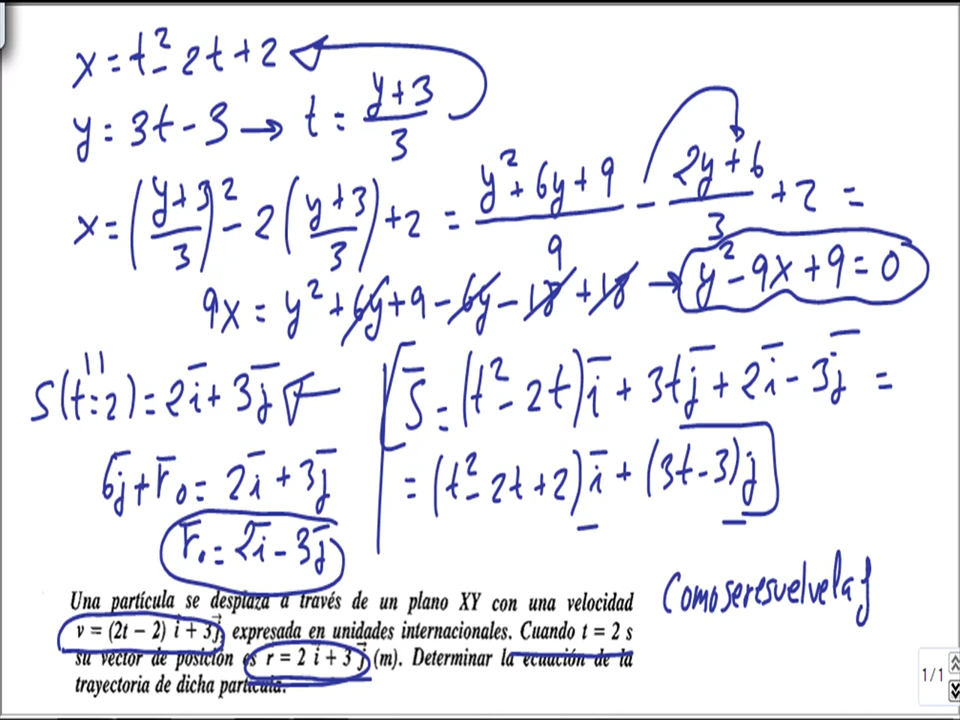 x = t² - 2t + 2
y = 3t - 3 → t = (y+3)/3
x = ((y+3)/3)² - 2((y+3)/3) + 2 = (y² + 6y + 9)/9 - (2y+6)/3 + 2 =
9x = y² + 6y + 9 - 6y - 18 + 18 → y² - 9x + 9 = 0
S(t=2) = 2i̅ + 3j̅
6j̅ + r̅₀ = 2i̅ + 3j̅
r̅₀ = 2i̅ - 3j̅
S̅ = (t² - 2t)i̅ + 3tj̅ + 2i̅ - 3j̅ =
= (t² - 2t + 2)i̅ + (3t - 3)j̅
Como se resuelve la f
Una partícula se desplaza a través de un plano XY con una velocidad
v = (2t − 2) i⃗ + 3j⃗, expresada en unidades internacionales. Cuando t = 2 s
su vector de posición es r = 2 i⃗ + 3 j⃗ (m). Determinar la ecuación de la
trayectoria de dicha partícula.
1/1